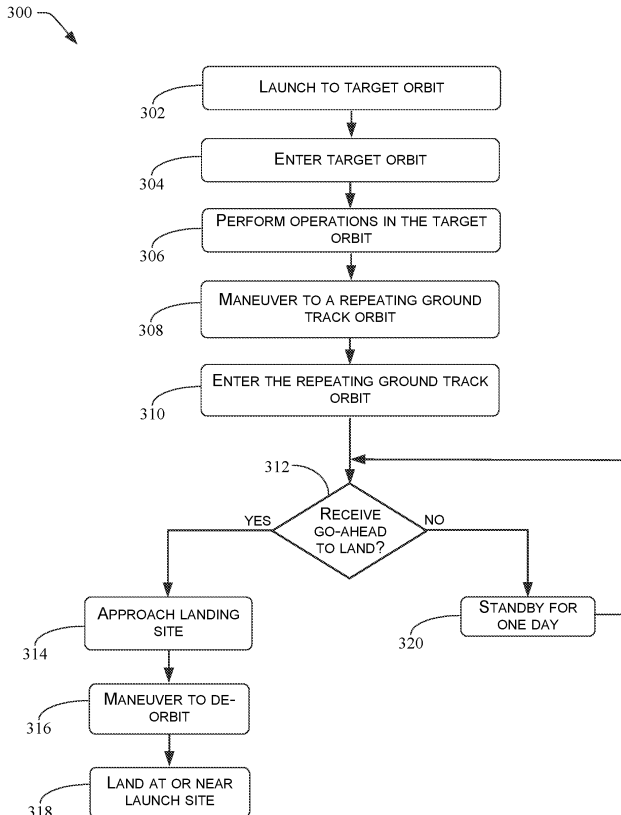 300
LAUNCH TO TARGET ORBIT
302
ENTER TARGET ORBIT
304
PERFORM OPERATIONS IN THE TARGET
ORBIT
306
MANEUVER TO A REPEATING GROUND
TRACK ORBIT
308
ENTER THE REPEATING GROUND TRACK
ORBIT
310
312
RECEIVE
GO-AHEAD
TO LAND?
YES
NO
APPROACH LANDING
SITE
314
STANDBY FOR
ONE DAY
320
MANEUVER TO DE-
ORBIT
316
LAND AT OR NEAR
LAUNCH SITE
318